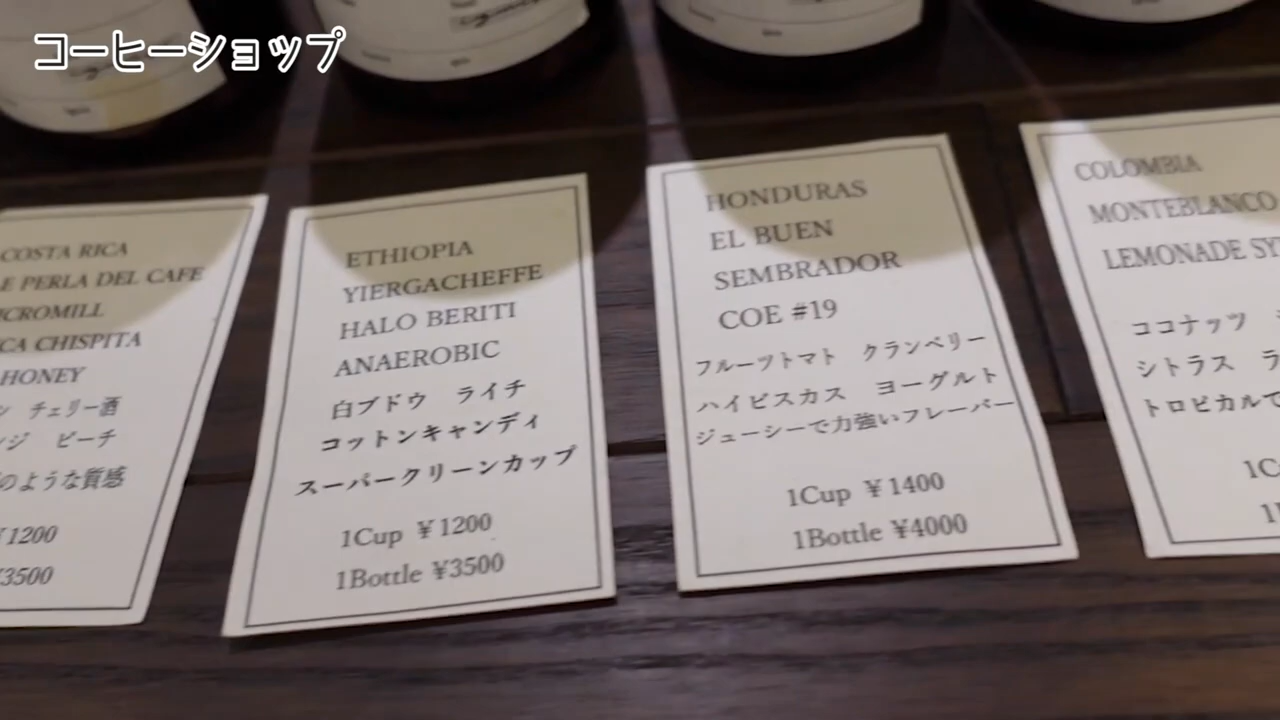 コーヒーショップ
COSTA RICA
PERLA DEL CAFE
CHISPITA
HONEY
チェリー酒
ピーチ
のような質感
¥1200
¥3500
ETHIOPIA
YIERGACHEFFE
HALO BERITI
ANAEROBIC
白ブドウ ライチ
コットンキャンディ
スーパークリーンカップ
1Cup ¥1200
1Bottle ¥3500
HONDURAS
EL BUEN
SEMBRADOR
COE #19
フルーツトマト クランベリー
ハイビスカス ヨーグルト
ジューシーで力強いフレーバー
1Cup ¥1400
1Bottle ¥4000
COLOMBIA
MONTEBLANCO
LEMONADE
ココナッツ
シトラス
トロピカルで